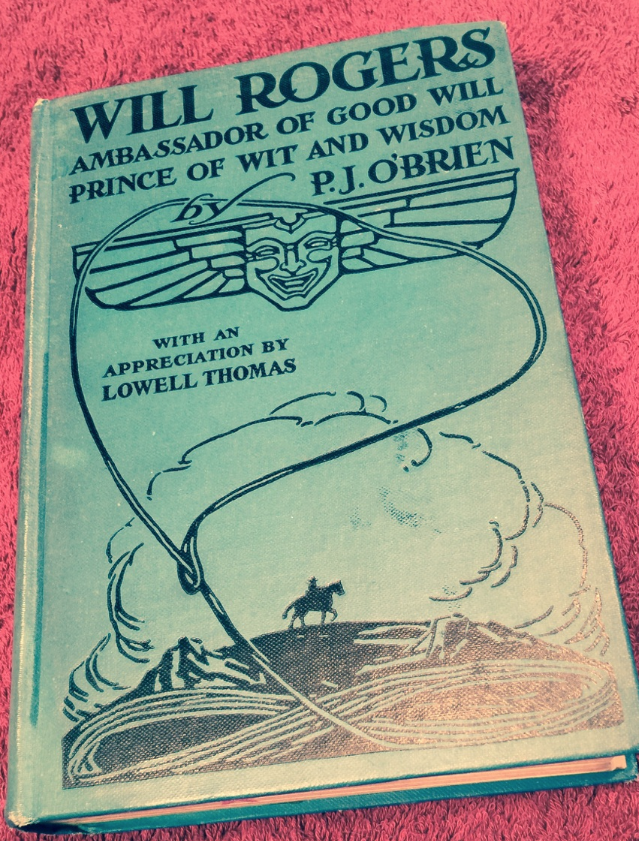 WILL ROGERS
AMBASSADOR OF GOOD WILL
PRINCE OF WIT AND WISDOM
by P.J. O'BRIEN
WITH AN
APPRECIATION BY
LOWELL THOMAS